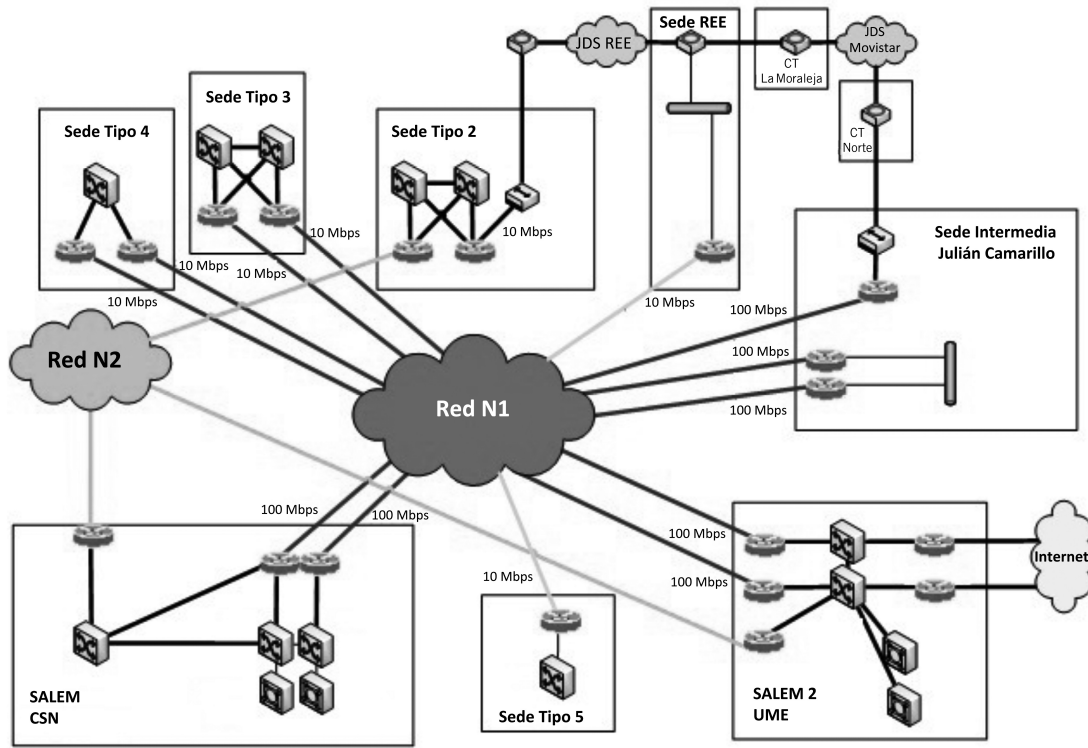 Sede REE
JDS REE
CT
La Moraleja
JDS
Movistar
Sede Tipo 3
Sede Tipo 4
Sede Tipo 2
CT
Norte
10 Mbps
10 Mbps
10 Mbps
10 Mbps
10 Mbps
10 Mbps
Sede Intermedia
Julián Camarillo
100 Mbps
100 Mbps
100 Mbps
Red N2
Red N1
100 Mbps
100 Mbps
100 Mbps
100 Mbps
10 Mbps
Internet
SALEM
CSN
Sede Tipo 5
SALEM 2
UME